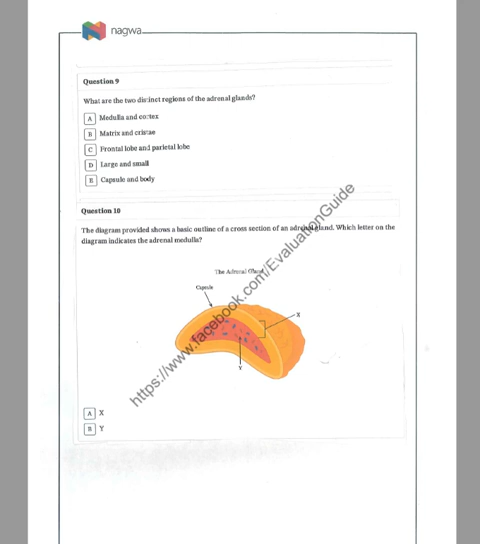 nagwa
Question 9
What are the two distinct regions of the adrenal glands?
A Medulla and cortex
B Matrix and cristae
C Frontal lobe and parietal lobe
D Large and small
E Capsule and body
Question 10
The diagram provided shows a basic outline of a cross section of an adrenal gland. Which letter on the
diagram indicates the adrenal medulla?
The Adrenal Gland
Capsule
X
Y
A X
B Y
https://www.facebook.com/EvaluationGuide